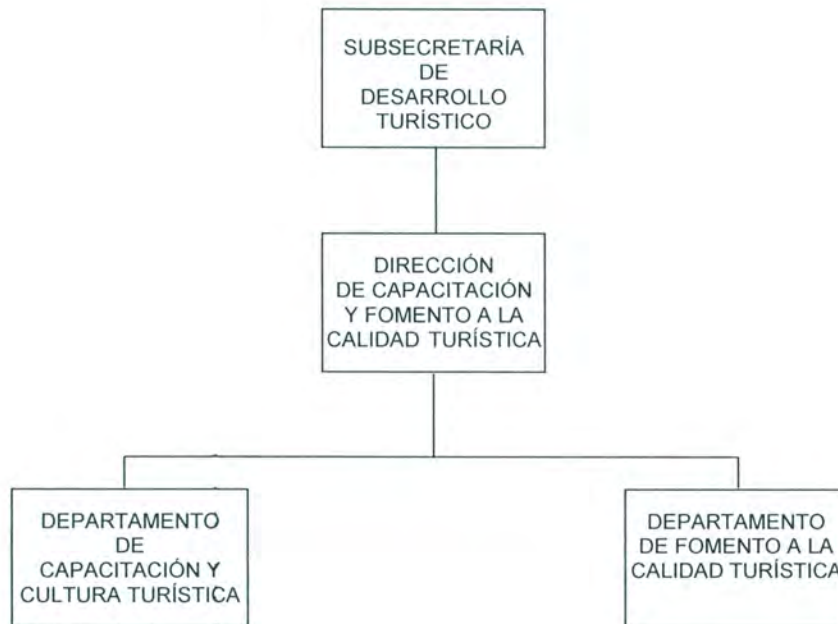 SUBSECRETARÍA
DE
DESARROLLO
TURÍSTICO
DIRECCIÓN
DE CAPACITACIÓN
Y FOMENTO A LA
CALIDAD TURÍSTICA
DEPARTAMENTO
DE
CAPACITACIÓN Y
CULTURA TURÍSTICA
DEPARTAMENTO
DE FOMENTO A LA
CALIDAD TURÍSTICA